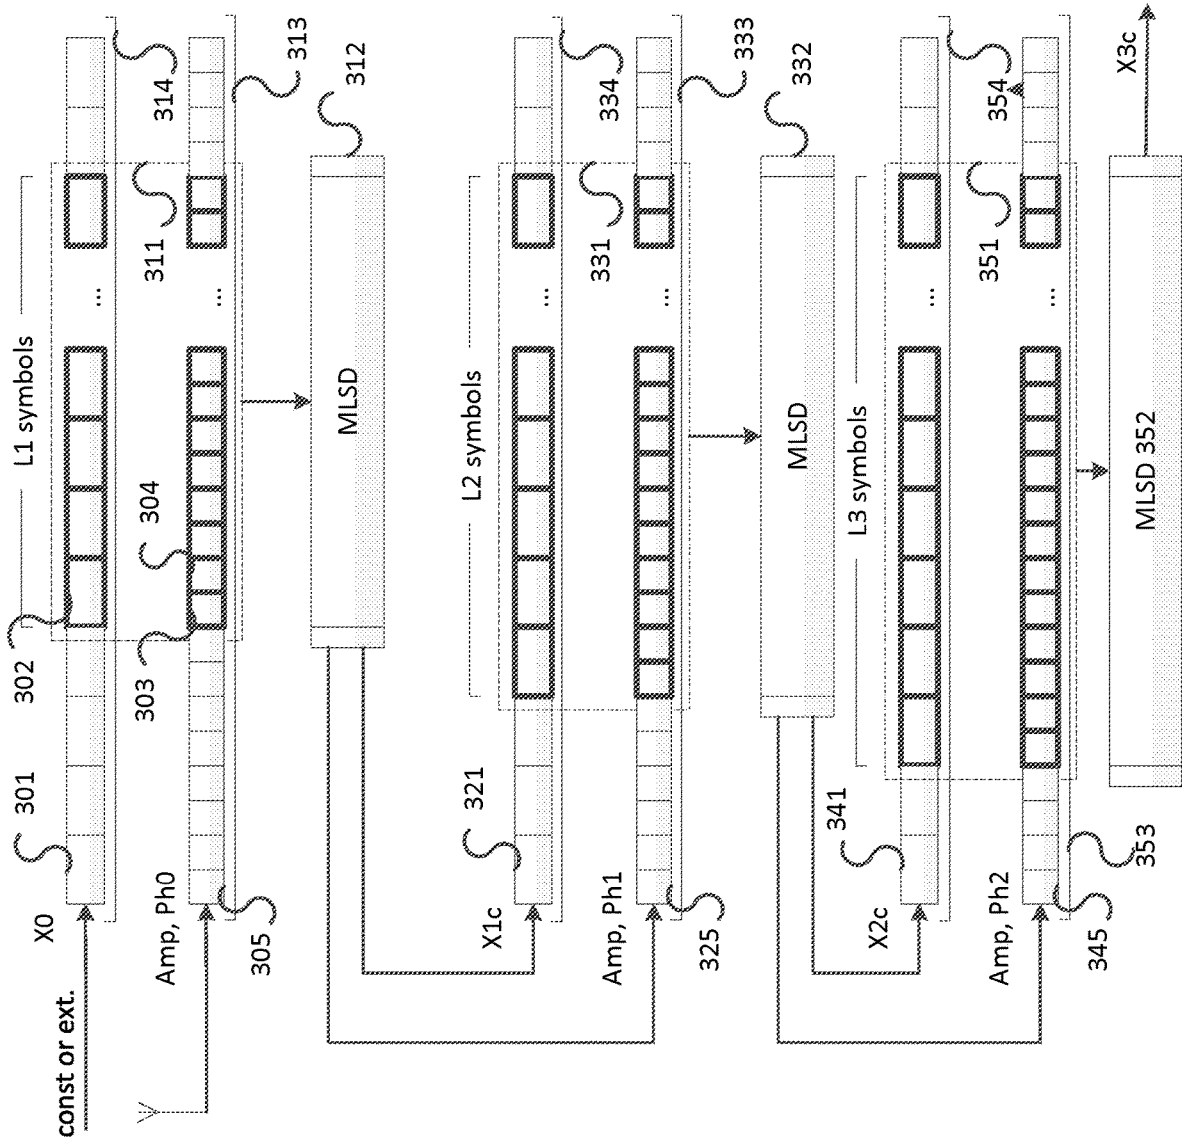 const or ext.
X0
301
302
L1 symbols
...
314
Amp, Ph0
305
303
304
311
...
313
MLSD
312
X1c
321
L2 symbols
...
334
Amp, Ph1
325
331
...
333
MLSD
332
X2c
341
L3 symbols
...
354
Amp, Ph2
345
353
351
...
MLSD 352
X3c